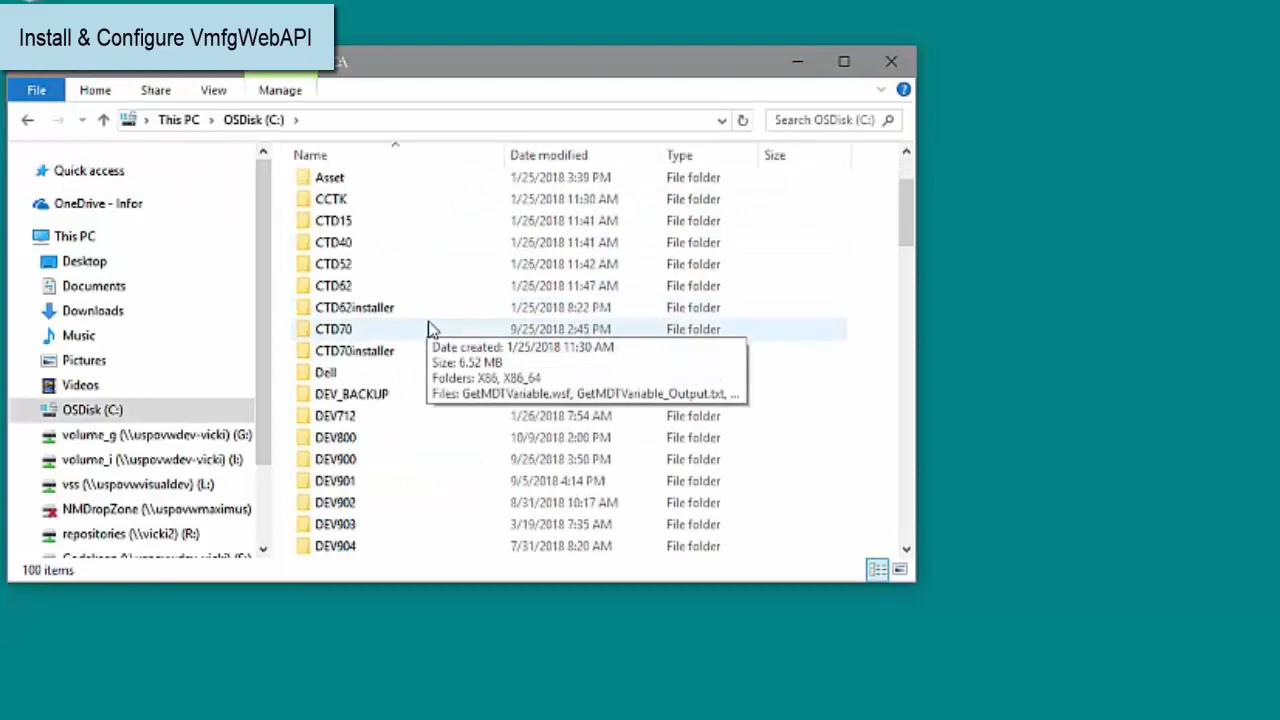 Install & Configure VmfgWebAPI
File Home Share View Manage
This PC OSDisk (C:) Search OSDisk (C:)
Name Date modified Type Size
Quick access
OneDrive - Infor
This PC
Desktop
Documents
Downloads
Music
Pictures
Videos
OSDisk (C:)
volume_g (\\uspovwdev-vicki) (G:)
volume_i (\\uspovwdev-vicki) (I:)
vss (\\uspovwvisualdev) (L:)
NMDropZone (\\uspovwmaximus)
repositories (\\vicki2) (R:)
Asset 1/25/2018 3:39 PM File folder
CCTK 1/25/2018 11:30 AM File folder
CTD15 1/26/2018 11:41 AM File folder
CTD40 1/26/2018 11:41 AM File folder
CTD52 1/26/2018 11:42 AM File folder
CTD62 1/26/2018 11:47 AM File folder
CTD62installer 1/25/2018 8:22 PM File folder
CTD70 9/25/2018 2:45 PM File folder
CTD70installer
Dell
DEV_BACKUP
Date created: 1/25/2018 11:30 AM
Size: 6.52 MB
Folders: X86, X86_64
Files: GetMDTVariable.wsf, GetMDTVariable_Output.txt, ...
DEV712 1/26/2018 7:54 AM File folder
DEV800 10/9/2018 2:00 PM File folder
DEV900 9/26/2018 3:50 PM File folder
DEV901 9/5/2018 4:14 PM File folder
DEV902 8/31/2018 10:17 AM File folder
DEV903 3/19/2018 7:35 AM File folder
DEV904 7/31/2018 8:20 AM File folder
100 items